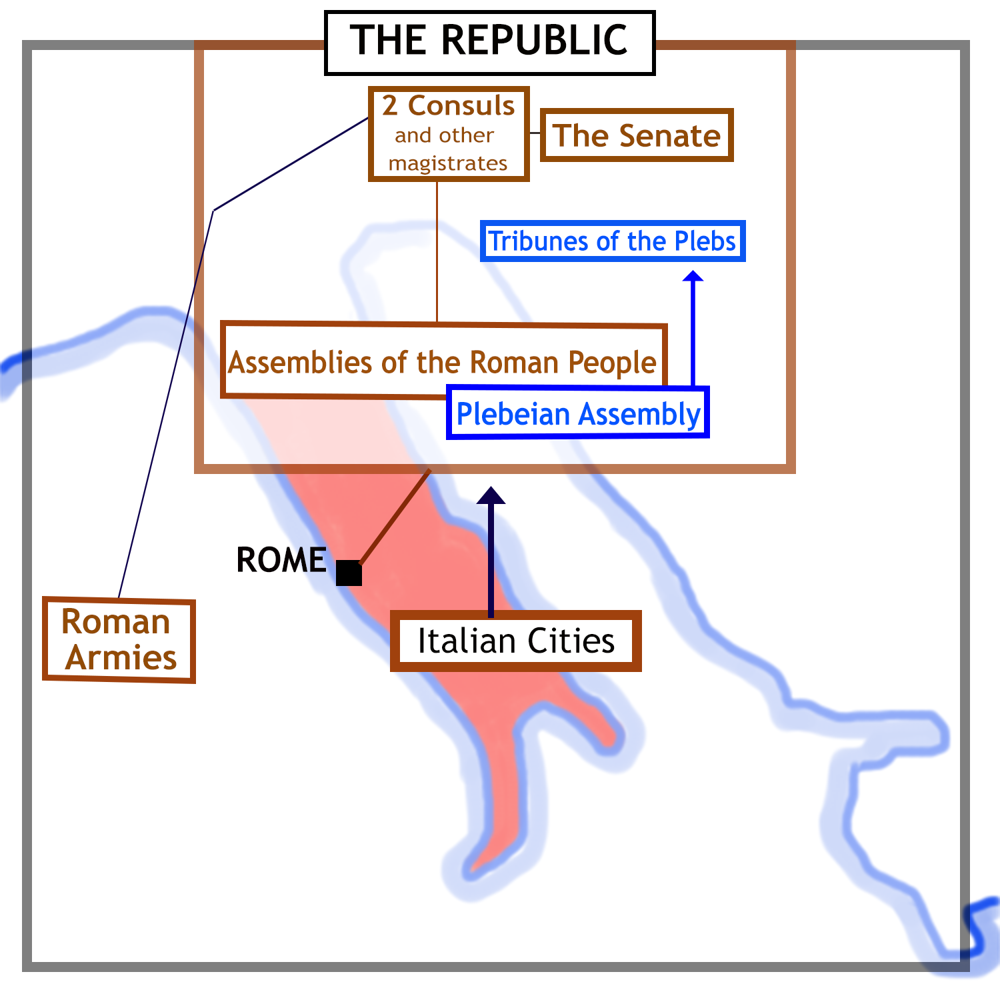 THE REPUBLIC
2 Consuls
and other
magistrates
The Senate
Tribunes of the Plebs
Assemblies of the Roman People
Plebeian Assembly
ROME
Roman
Armies
Italian Cities